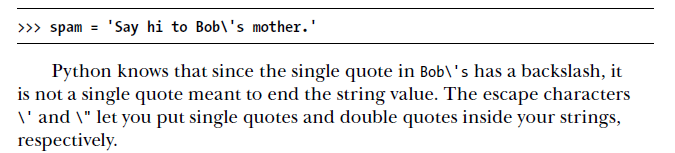 >>> spam = 'Say hi to Bob\'s mother.'
Python knows that since the single quote in Bob\'s has a backslash, it
is not a single quote meant to end the string value. The escape characters
\' and \" let you put single quotes and double quotes inside your strings,
respectively.